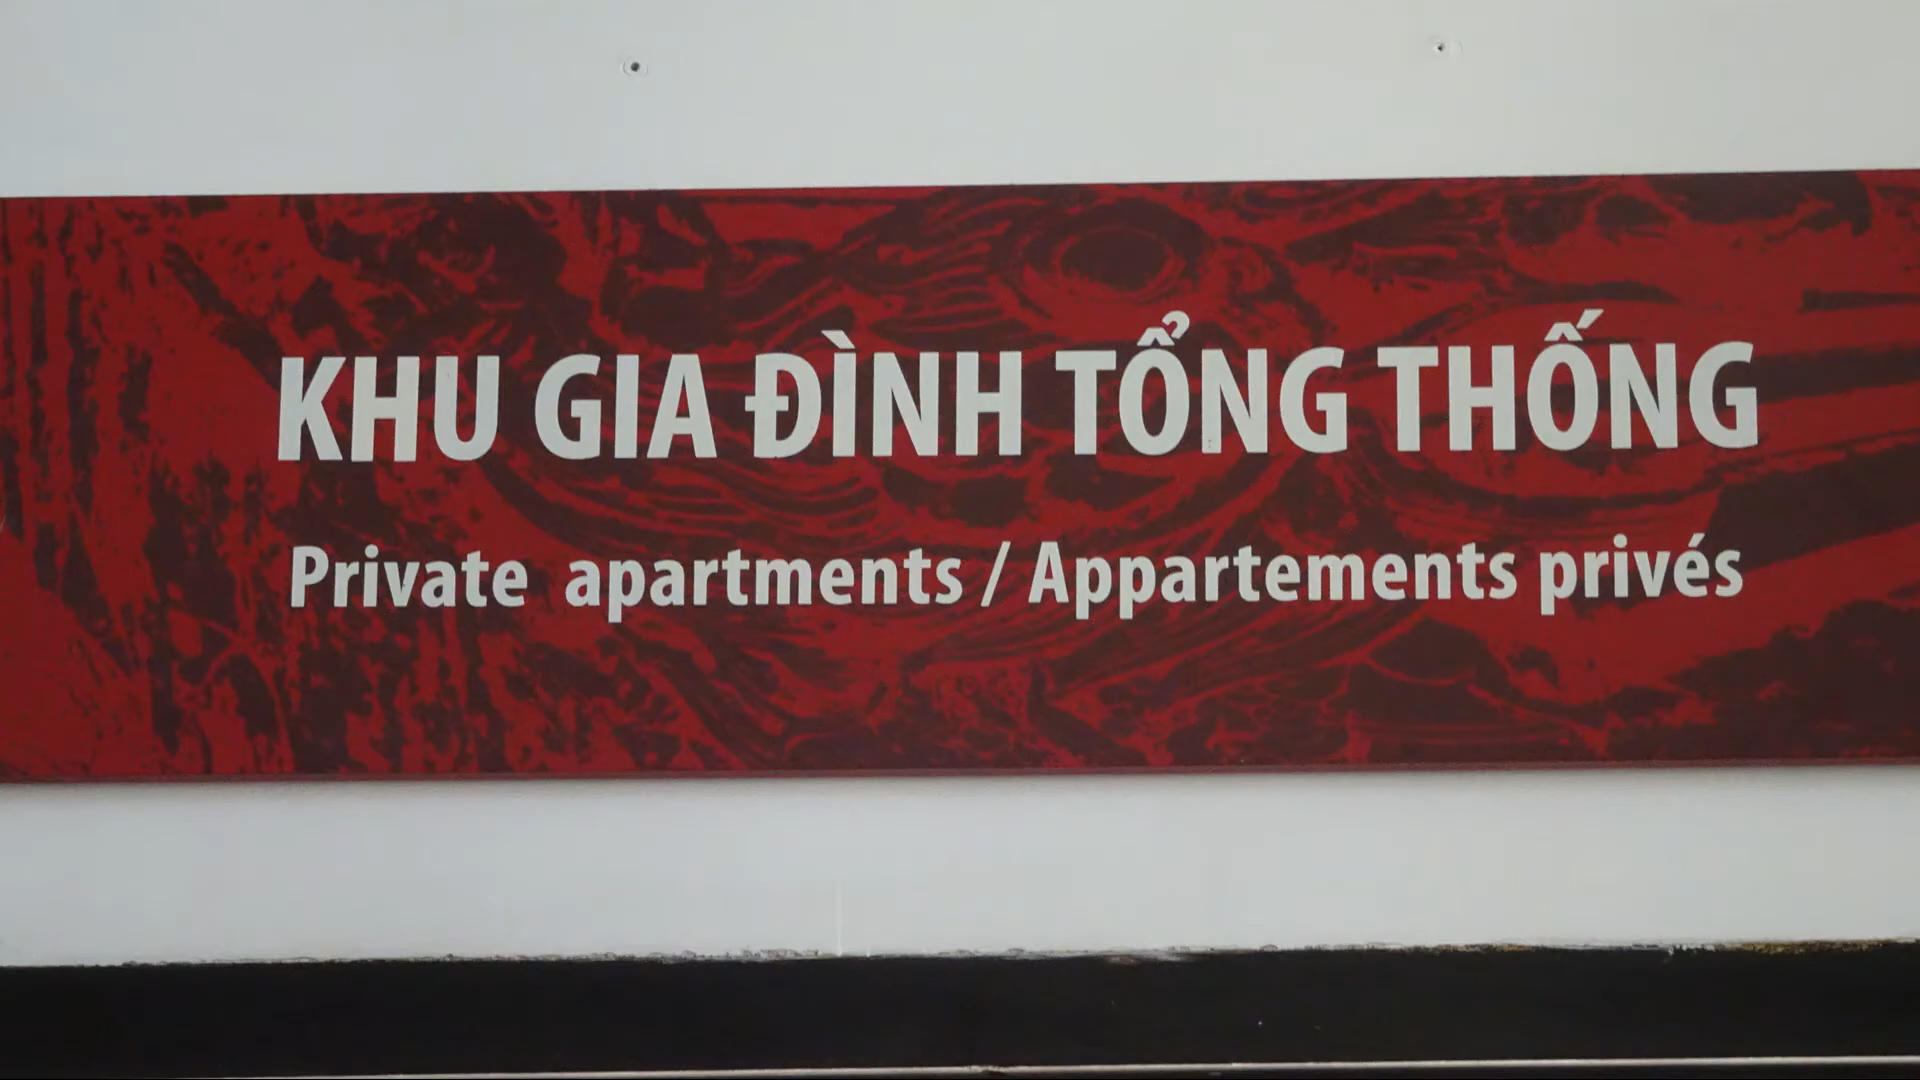 KHU GIA ĐÌNH TỔNG THỐNG
Private apartments / Appartements privés